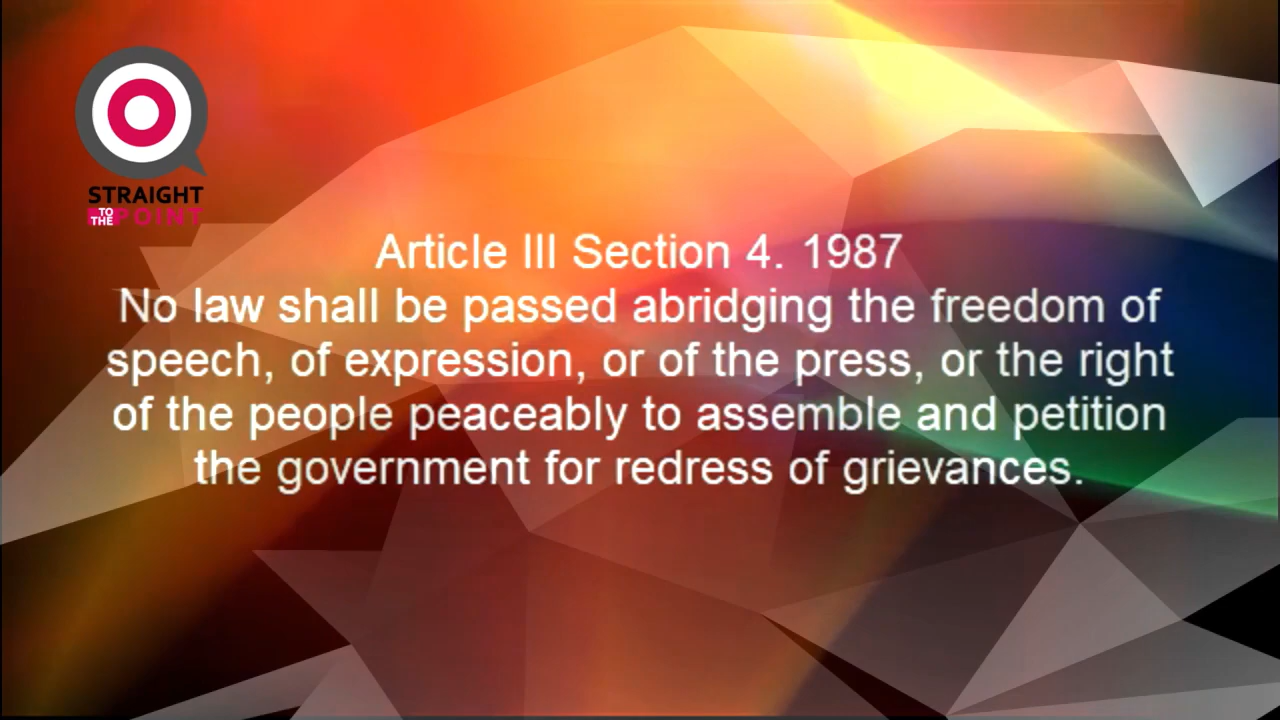 STRAIGHT
TO
THE
POINT
Article III Section 4. 1987
No law shall be passed abridging the freedom of
speech, of expression, or of the press, or the right
of the people peaceably to assemble and petition
the government for redress of grievances.